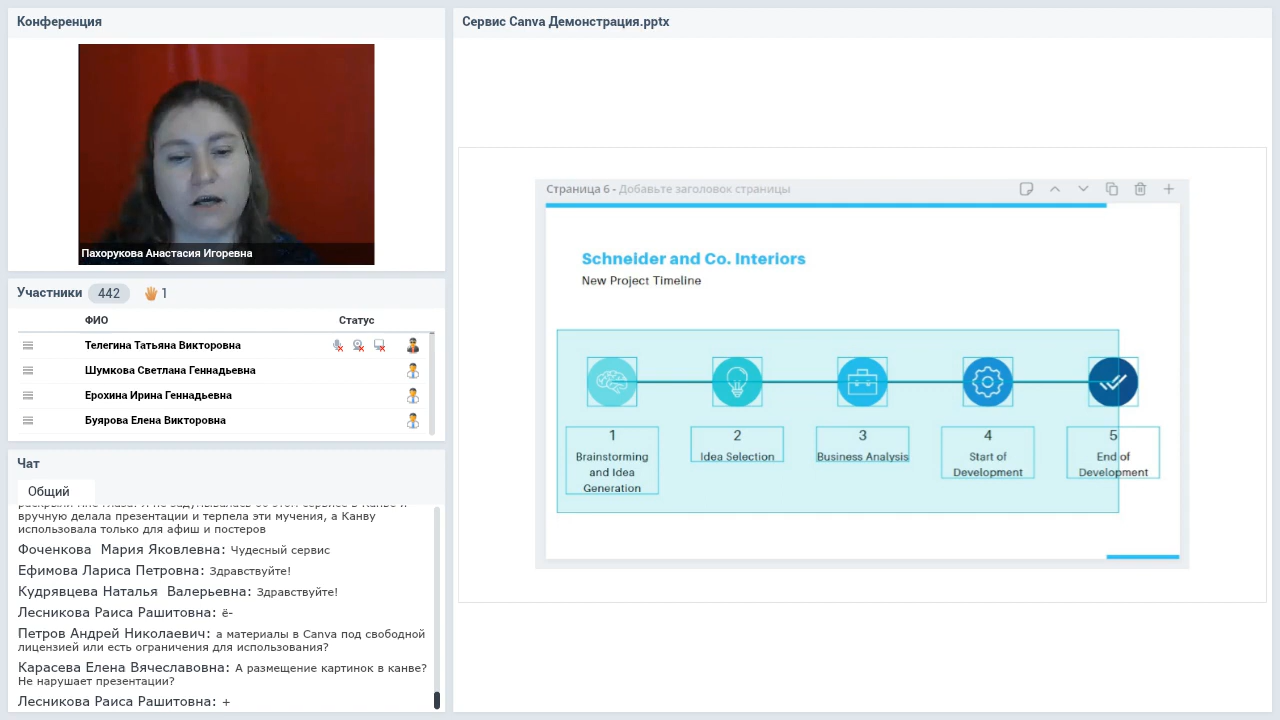 Конференция
Пахорукова Анастасия Игоревна
Участники 442 1
ФИО Статус
Телегина Татьяна Викторовна
Шумкова Светлана Геннадьевна
Ерохина Ирина Геннадьевна
Буярова Елена Викторовна
Чат
Общий
вручную делала презентации и терпела эти мучения, а Канву
использовала только для афиш и постеров
Фоченкова Мария Яковлевна: Чудесный сервис
Ефимова Лариса Петровна: Здравствуйте!
Кудрявцева Наталья Валерьевна: Здравствуйте!
Лесникова Раиса Рашитовна: ё-
Петров Андрей Николаевич: а материалы в Canva под свободной
лицензией или есть ограничения для использования?
Карасева Елена Вячеславовна: А размещение картинок в канве?
Не нарушает презентации?
Лесникова Раиса Рашитовна: +
Сервис Canva Демонстрация.pptx
Страница 6 - Добавьте заголовок страницы
Schneider and Co. Interiors
New Project Timeline
1
Brainstorming
and Idea
Generation
2
Idea Selection
3
Business Analysis
4
Start of
Development
5
End of
Development